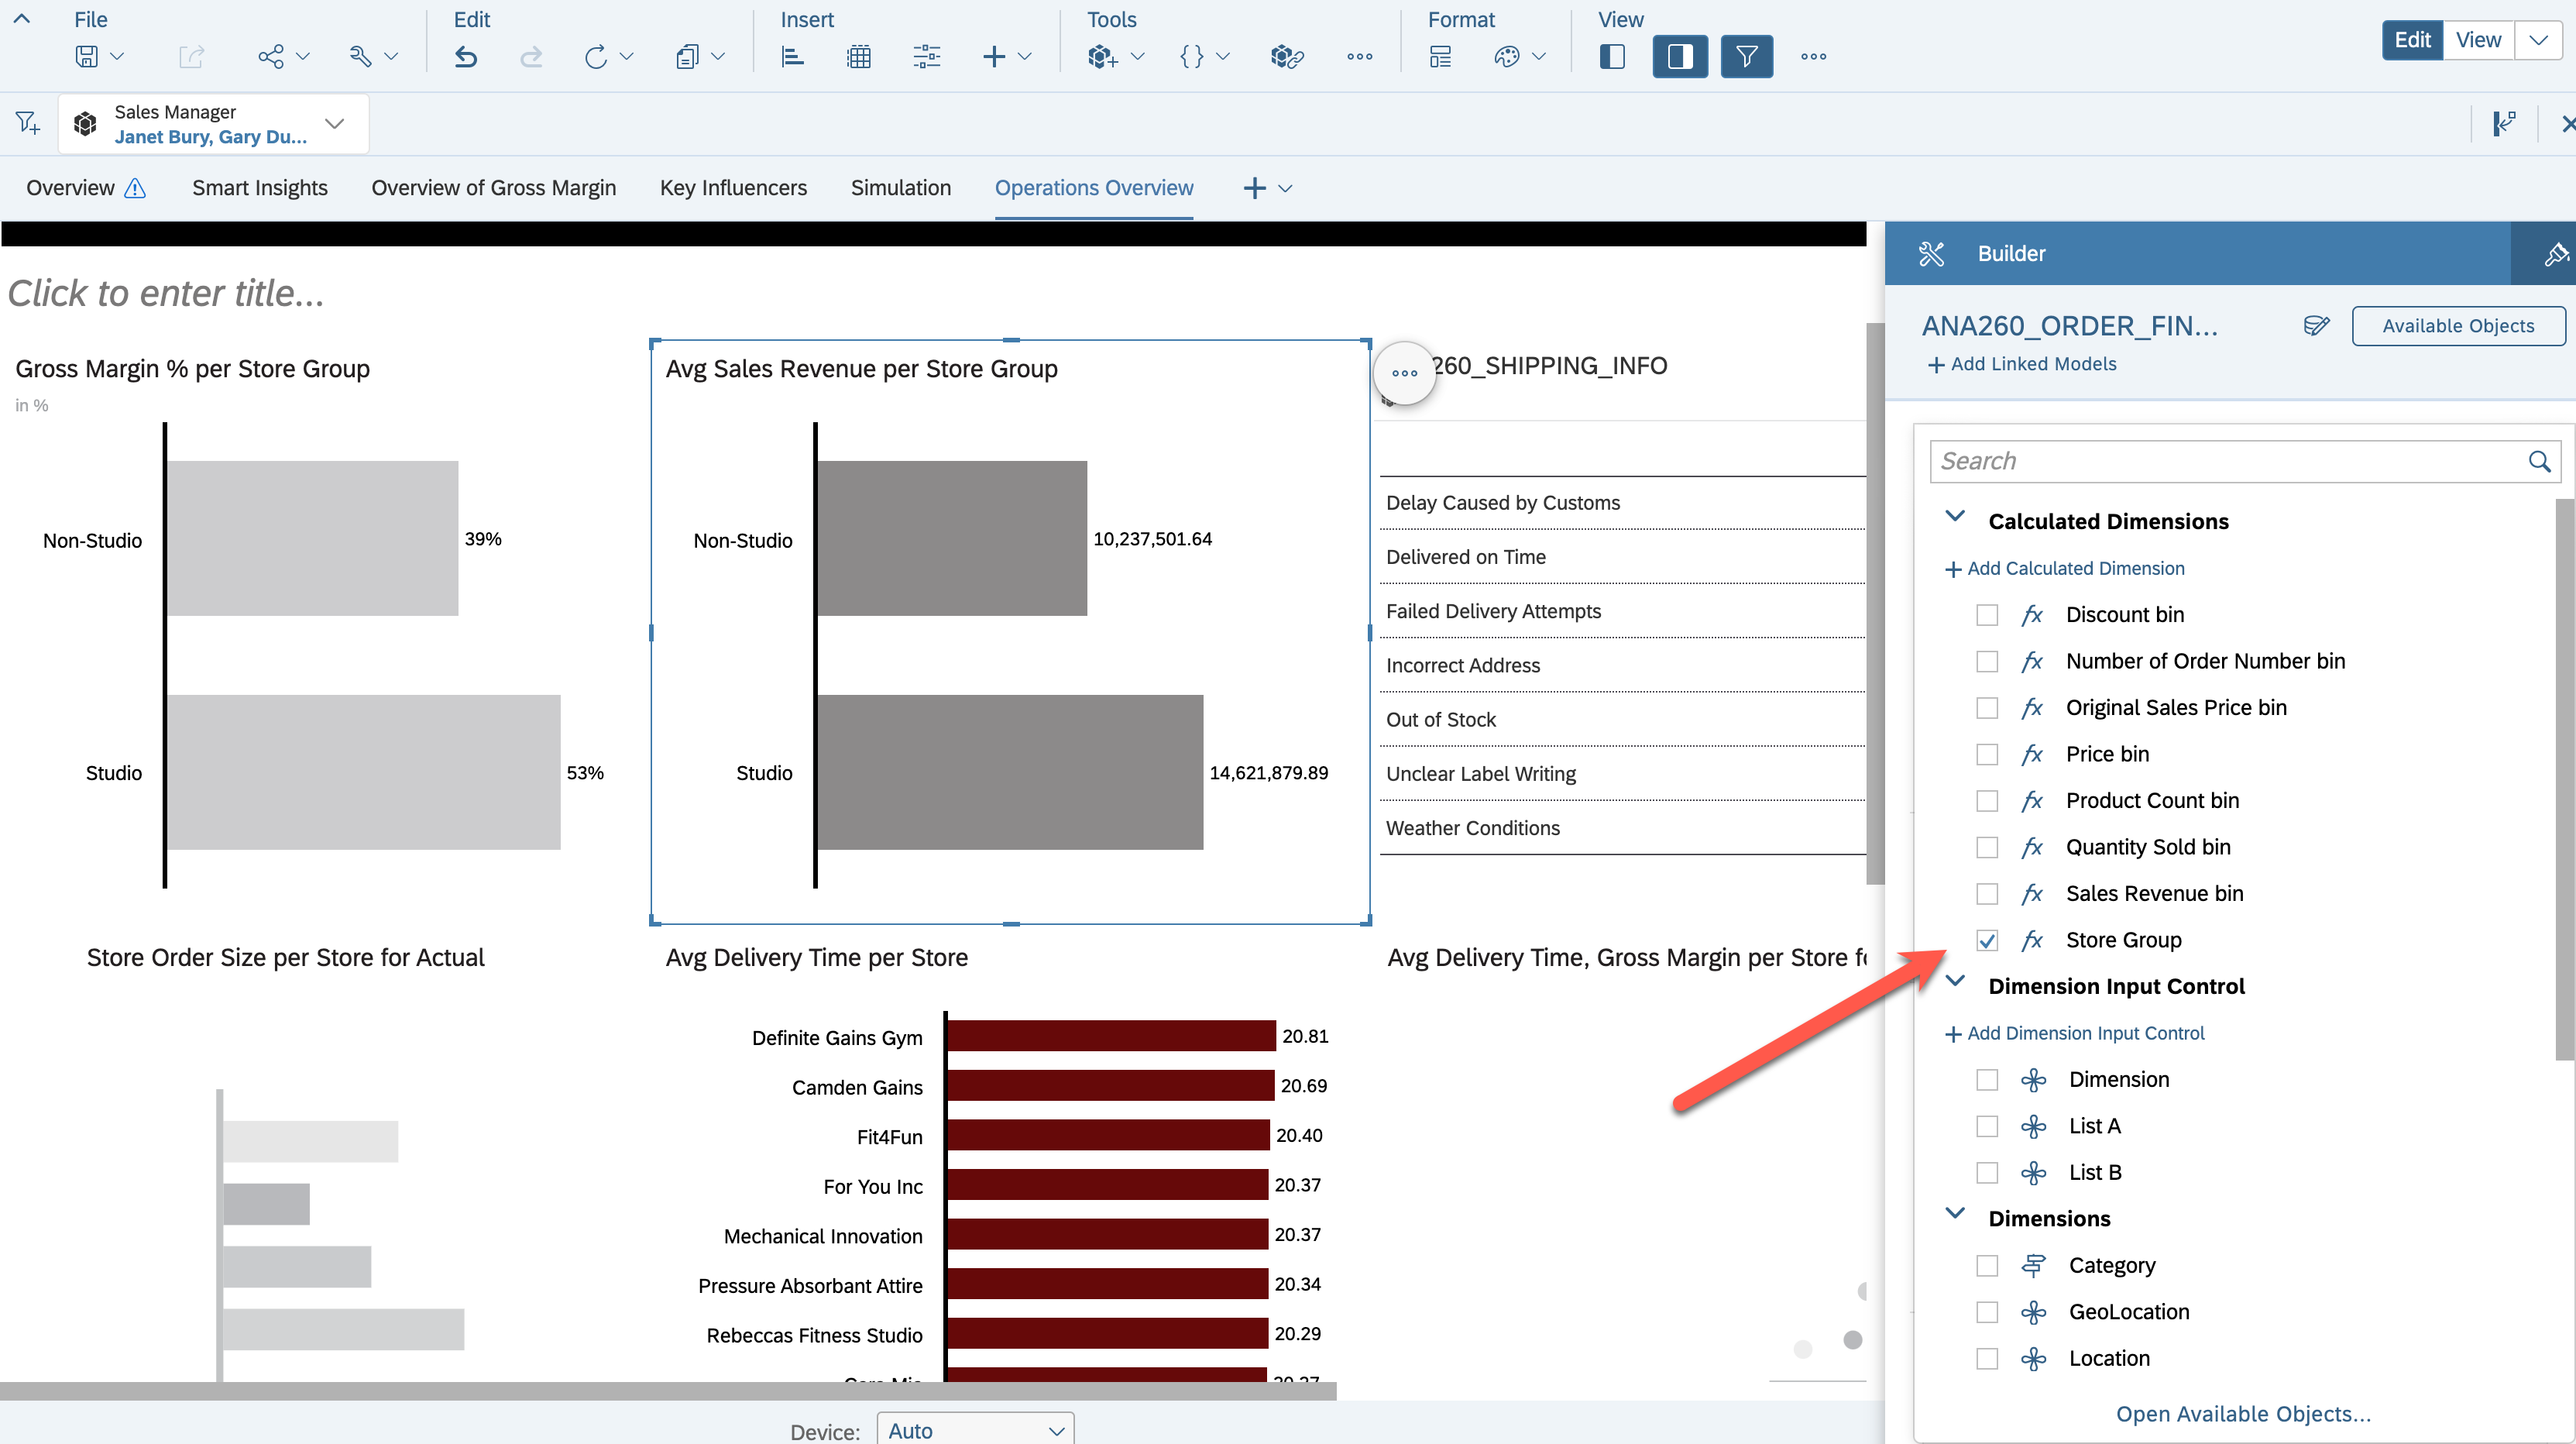 File
Edit
Insert
Tools
Format
View
Edit
View
Sales Manager
Janet Bury, Gary Du...
Overview
Smart Insights
Overview of Gross Margin
Key Influencers
Simulation
Operations Overview
Builder
Click to enter title...
ANA260_ORDER_FIN...
Available Objects
+ Add Linked Models
Gross Margin % per Store Group
in %
Non-Studio
39%
Studio
53%
Avg Sales Revenue per Store Group
Non-Studio
10,237,501.64
Studio
14,621,879.89
260_SHIPPING_INFO
Delay Caused by Customs
Delivered on Time
Failed Delivery Attempts
Incorrect Address
Out of Stock
Unclear Label Writing
Weather Conditions
Search
Calculated Dimensions
+ Add Calculated Dimension
fx Discount bin
fx Number of Order Number bin
fx Original Sales Price bin
fx Price bin
fx Product Count bin
fx Quantity Sold bin
fx Sales Revenue bin
fx Store Group
Dimension Input Control
+ Add Dimension Input Control
Dimension
List A
List B
Dimensions
Category
GeoLocation
Location
Open Available Objects...
Store Order Size per Store for Actual
Avg Delivery Time per Store
Definite Gains Gym 20.81
Camden Gains 20.69
Fit4Fun 20.40
For You Inc 20.37
Mechanical Innovation 20.37
Pressure Absorbant Attire 20.34
Rebeccas Fitness Studio 20.29
Avg Delivery Time, Gross Margin per Store
Device: Auto